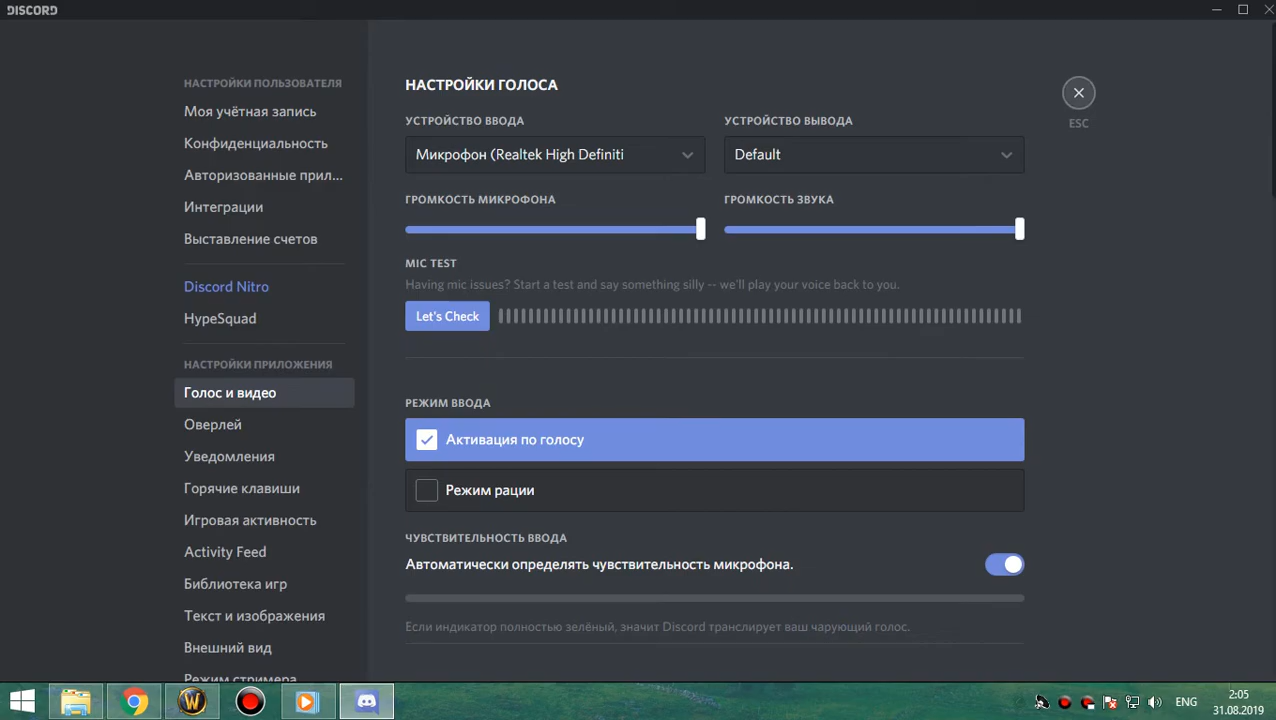 DISCORD
НАСТРОЙКИ ПОЛЬЗОВАТЕЛЯ
Моя учётная запись
Конфиденциальность
Авторизованные прил...
Интеграции
Выставление счетов
Discord Nitro
HypeSquad
НАСТРОЙКИ ПРИЛОЖЕНИЯ
Голос и видео
Оверлей
Уведомления
Горячие клавиши
Игровая активность
Activity Feed
Библиотека игр
Текст и изображения
Внешний вид
Режим стримера
НАСТРОЙКИ ГОЛОСА
УСТРОЙСТВО ВВОДА
УСТРОЙСТВО ВЫВОДА
Микрофон (Realtek High Definiti
Default
ГРОМКОСТЬ МИКРОФОНА
ГРОМКОСТЬ ЗВУКА
MIC TEST
Having mic issues? Start a test and say something silly -- we'll play your voice back to you.
Let's Check
РЕЖИМ ВВОДА
Активация по голосу
Режим рации
ЧУВСТВИТЕЛЬНОСТЬ ВВОДА
Автоматически определять чувствительность микрофона.
Если индикатор полностью зелёный, значит Discord транслирует ваш чарующий голос.
ESC
ENG
2:05
31.08.2019